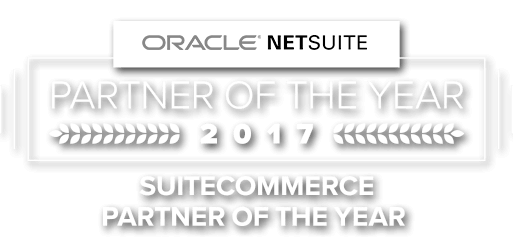 ORACLE® NETSUITE
PARTNER OF THE YEAR
2017
SUITECOMMERCE
PARTNER OF THE YEAR